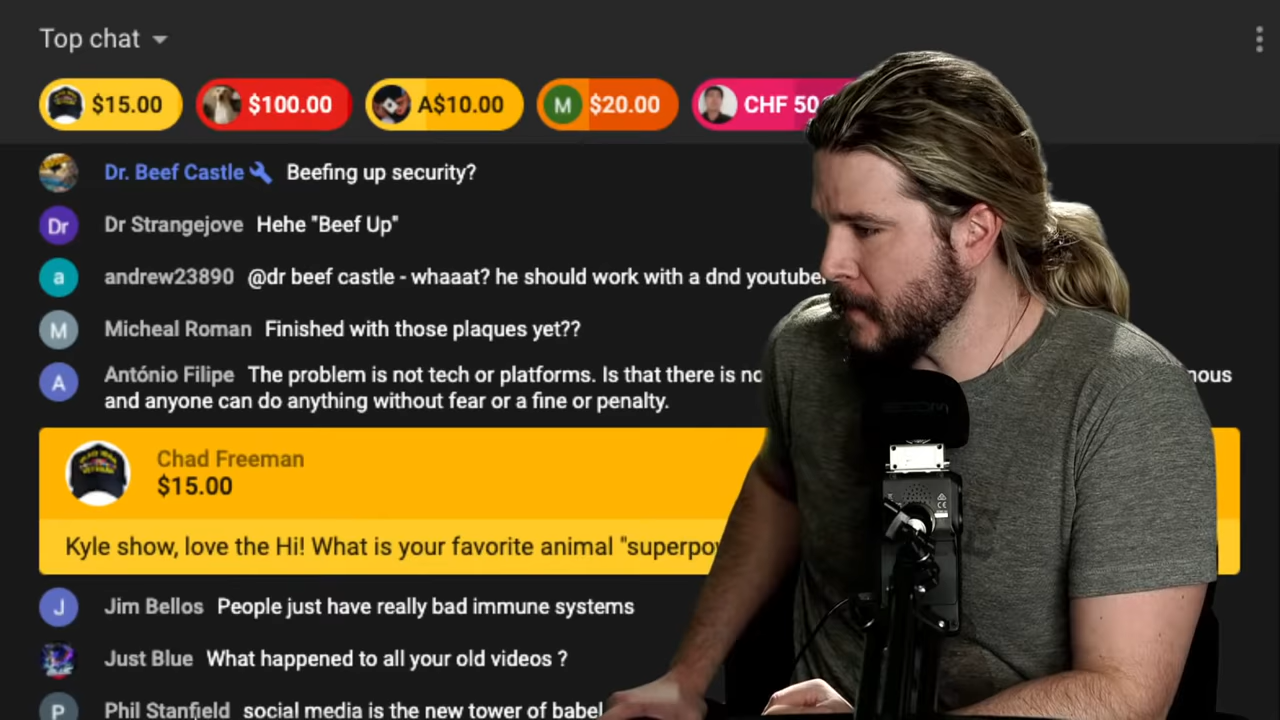 Top chat
$15.00 $100.00 A$10.00 M $20.00 CHF 50
Dr. Beef Castle Beefing up security?
Dr Dr Strangejove Hehe "Beef Up"
a andrew23890 @dr beef castle - whaaat? he should work with a dnd youtuber
M Micheal Roman Finished with those plaques yet??
A António Filipe The problem is not tech or platforms. Is that there is no
and anyone can do anything without fear or a fine or penalty.
Chad Freeman
$15.00
Kyle show, love the Hi! What is your favorite animal
J Jim Bellos People just have really bad immune systems
Just Blue What happened to all your old videos ?
P Phil Stanfield social media is the new tower of babel